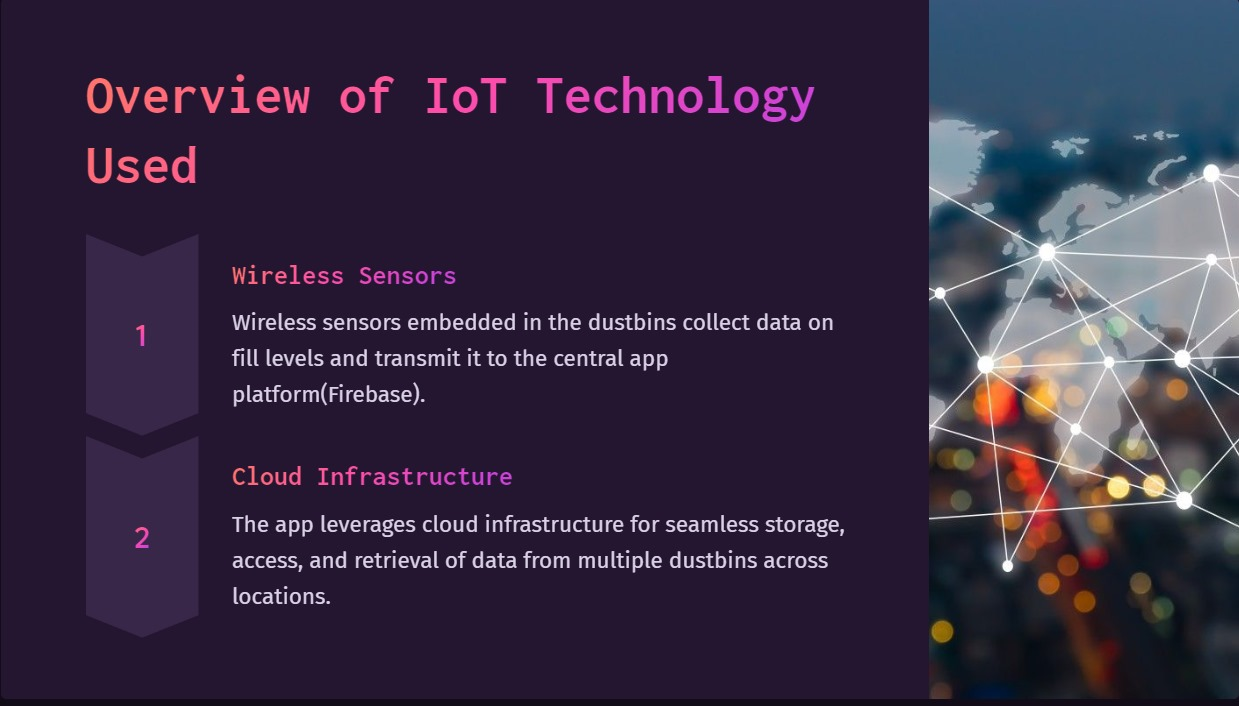 Overview of IoT Technology
Used
1
Wireless Sensors
Wireless sensors embedded in the dustbins collect data on
fill levels and transmit it to the central app
platform(Firebase).
2
Cloud Infrastructure
The app leverages cloud infrastructure for seamless storage,
access, and retrieval of data from multiple dustbins across
locations.